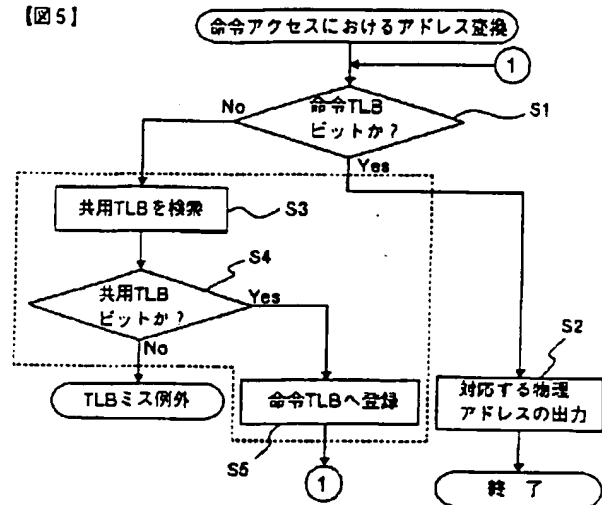 【図5】
命令アクセスにおけるアドレス変換
1
命令TLB
ヒットか?
S1
No
Yes
共用TLBを検索
S3
共用TLB
ヒットか?
S4
Yes
No
TLBミス例外
命令TLBへ登録
S5
1
S2
対応する物理
アドレスの出力
終 了